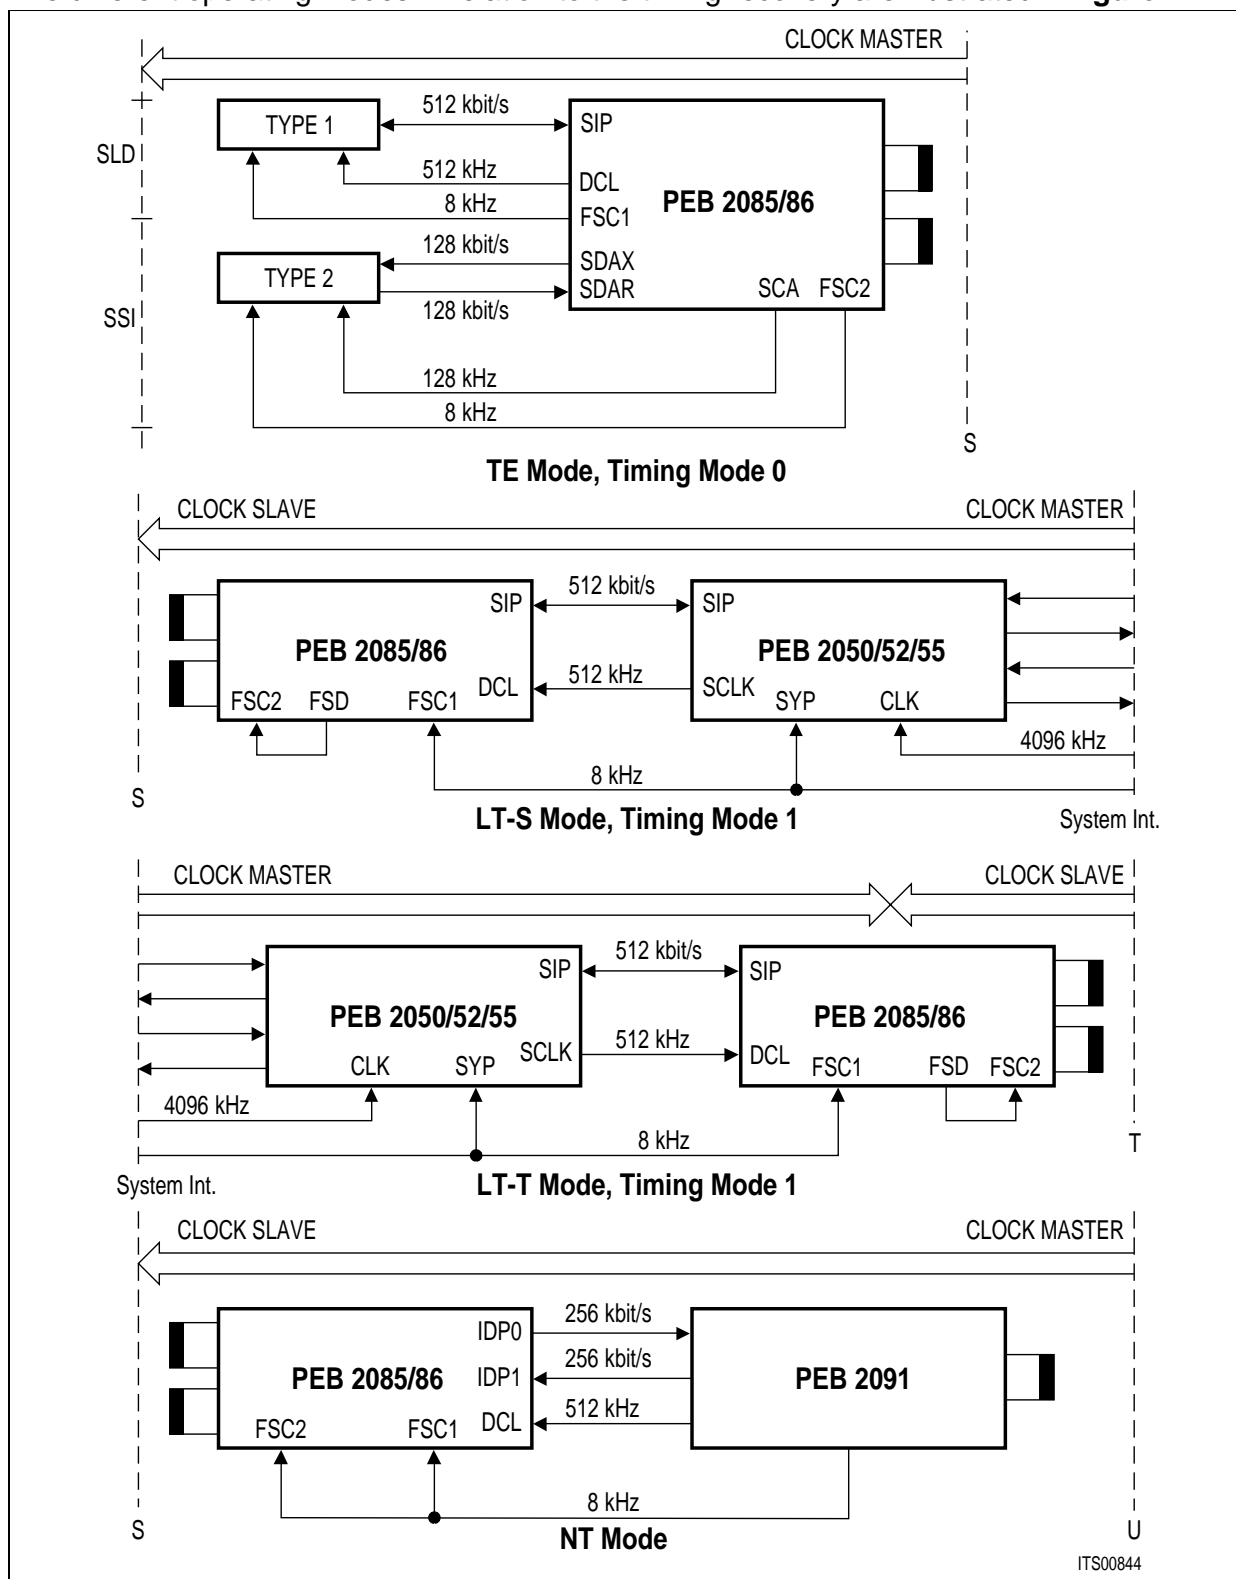 CLOCK MASTER
TYPE 1
512 kbit/s
SIP
SLD
512 kHz
DCL
PEB 2085/86
8 kHz
FSC1
128 kbit/s
SDAX
TYPE 2
SDAR
SCA
FSC2
SSI
128 kbit/s
128 kHz
8 kHz
S
TE Mode, Timing Mode 0
CLOCK SLAVE
CLOCK MASTER
SIP
512 kbit/s
SIP
PEB 2085/86
PEB 2050/52/55
FSC2
FSD
FSC1
DCL
512 kHz
SCLK
SYP
CLK
4096 kHz
8 kHz
S
LT-S Mode, Timing Mode 1
System Int.
CLOCK MASTER
CLOCK SLAVE
SIP
512 kbit/s
SIP
PEB 2050/52/55
PEB 2085/86
CLK
SYP
SCLK
512 kHz
DCL
FSC1
FSD
FSC2
4096 kHz
8 kHz
T
System Int.
LT-T Mode, Timing Mode 1
CLOCK SLAVE
CLOCK MASTER
IDP0
256 kbit/s
PEB 2085/86
IDP1
256 kbit/s
PEB 2091
FSC2
FSC1
DCL
512 kHz
8 kHz
S
NT Mode
U
ITS00844